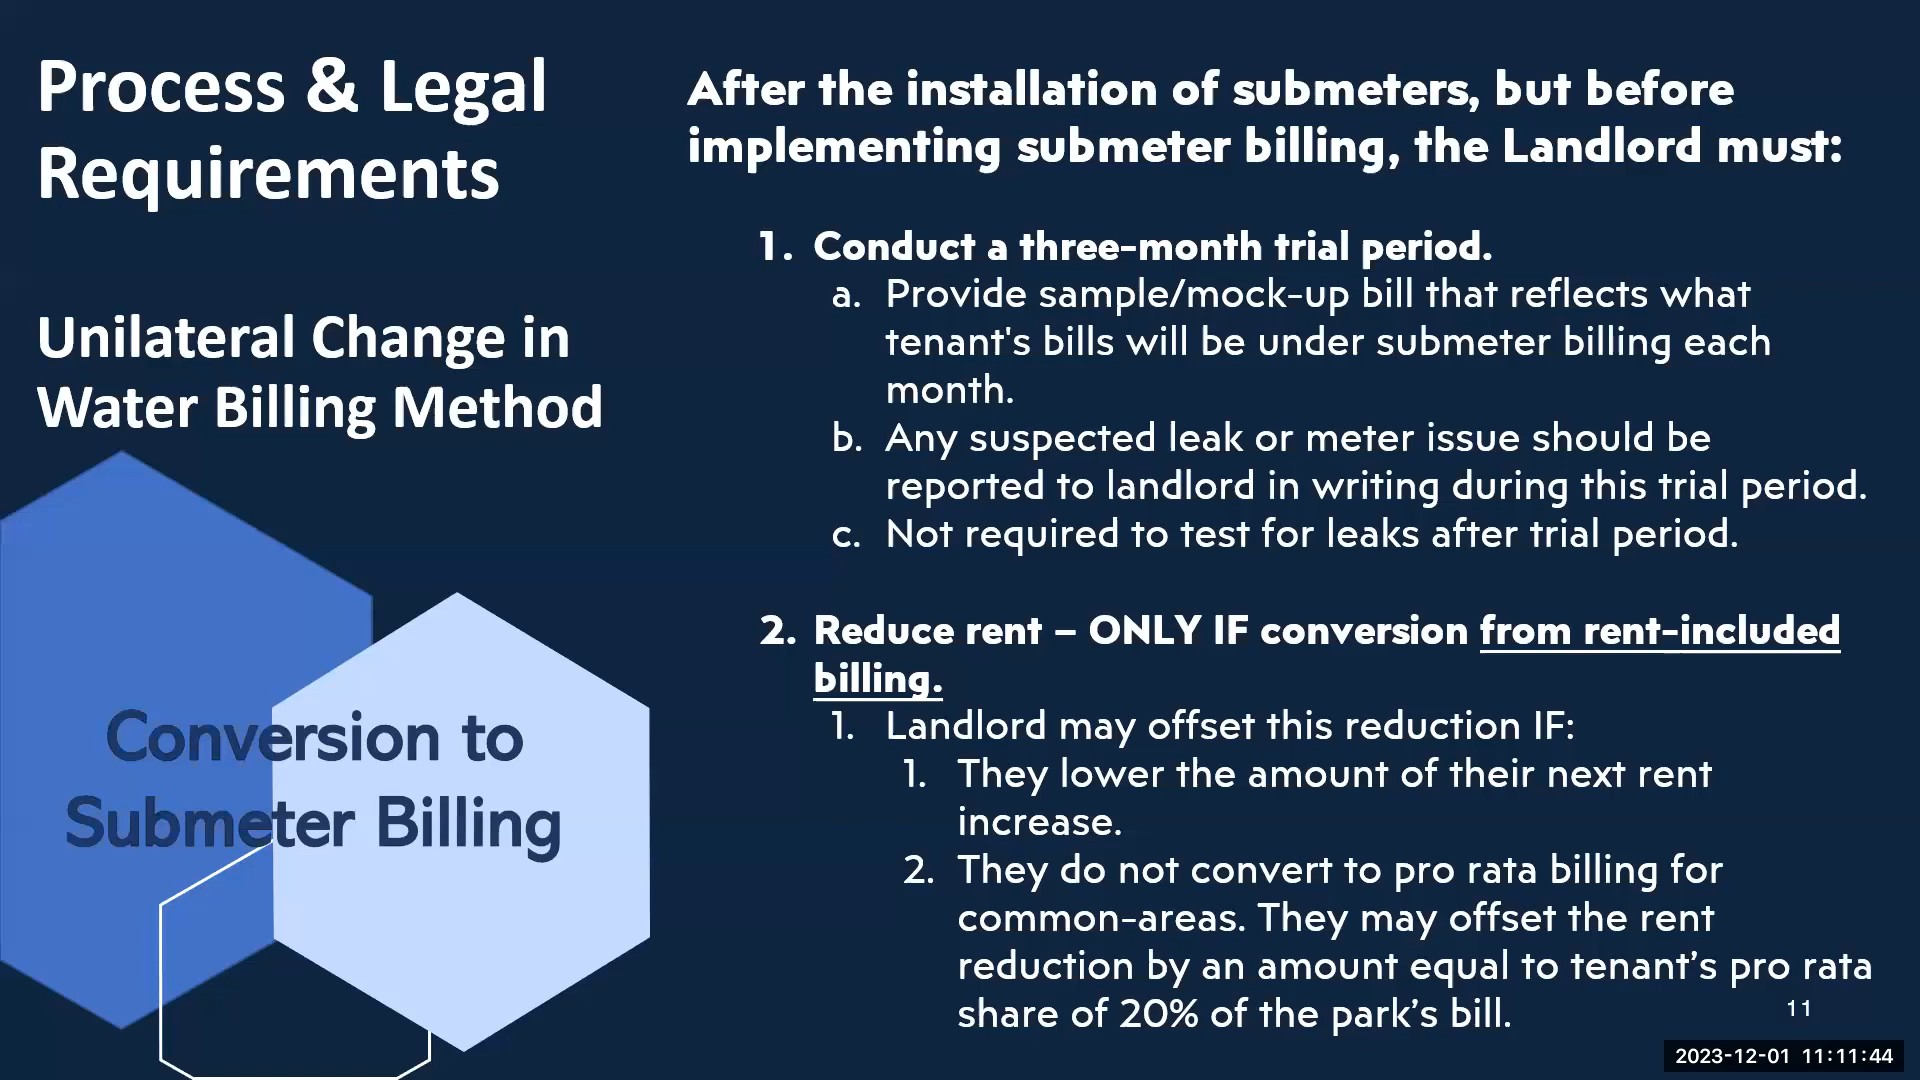 Process & Legal
Requirements
Unilateral Change in
Water Billing Method
Conversion to
Submeter Billing
After the installation of submeters, but before
implementing submeter billing, the Landlord must:
1. Conduct a three-month trial period.
a. Provide sample/mock-up bill that reflects what
tenant's bills will be under submeter billing each
month.
b. Any suspected leak or meter issue should be
reported to landlord in writing during this trial period.
c. Not required to test for leaks after trial period.
2. Reduce rent – ONLY IF conversion from rent-included
billing.
1. Landlord may offset this reduction IF:
1. They lower the amount of their next rent
increase.
2. They do not convert to pro rata billing for
common-areas. They may offset the rent
reduction by an amount equal to tenant’s pro rata
share of 20% of the park’s bill.
11
2023-12-01 11:11:44